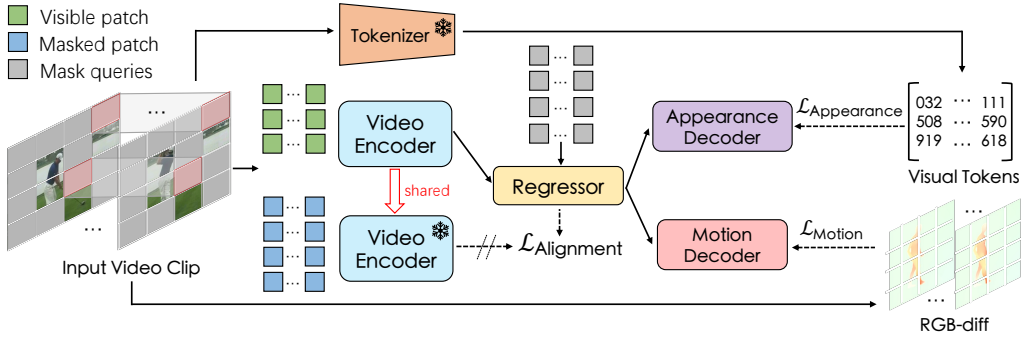 Visible patch
Masked patch
Mask queries
Tokenizer
Video
Encoder
shared
Video
Encoder
Regressor
ℒAlignment
Appearance
Decoder
ℒAppearance
032 ··· 111
508 ··· 590
919 ··· 618
Visual Tokens
Motion
Decoder
ℒMotion
Input Video Clip
RGB-diff